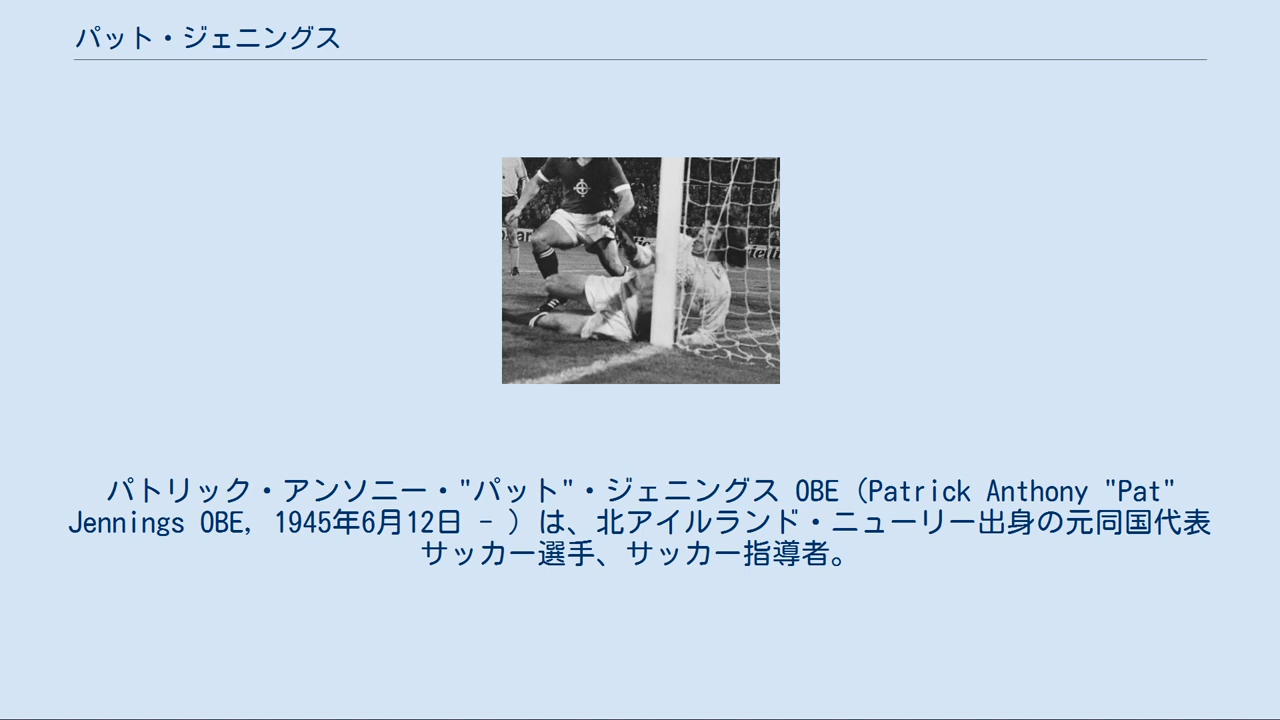 パット・ジェニングス
パトリック・アンソニー・"パット"・ジェニングス OBE (Patrick Anthony "Pat"
Jennings OBE, 1945年6月12日 - ) は、北アイルランド・ニューリー出身の元同国代表
サッカー選手、サッカー指導者。